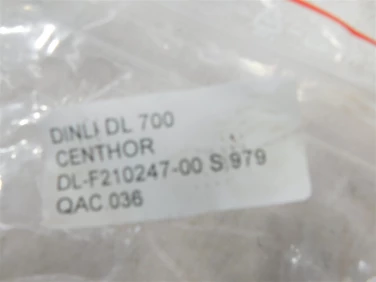 DINLI DL 700
CENTHOR
DL-F210247-00 S.979
QAC.036